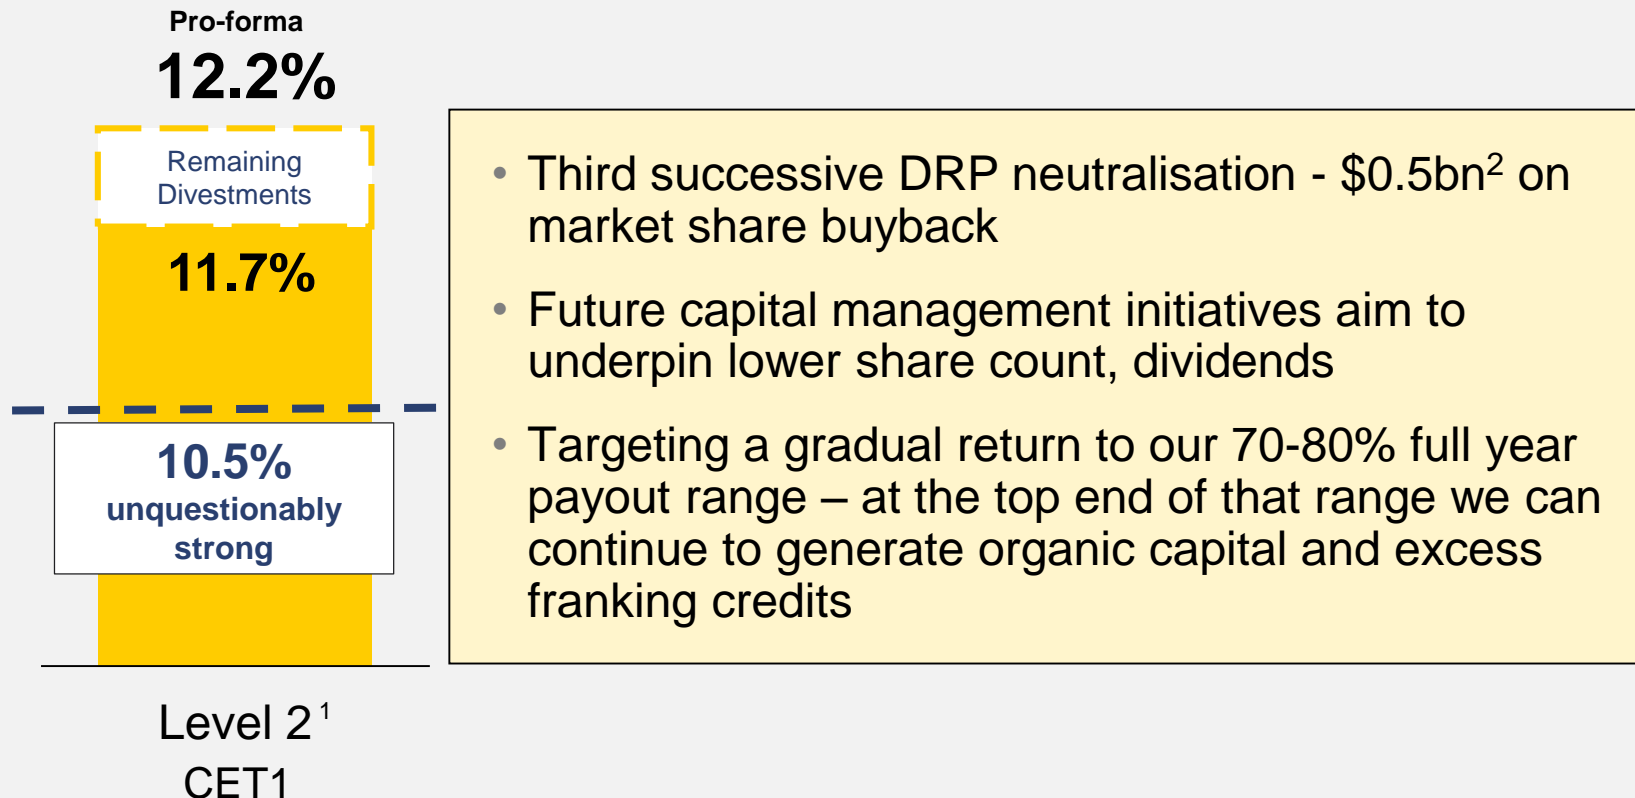 Pro-forma
12.2%
Remaining
Divestments
11.7%
10.5%
unquestionably
strong
Level 2 1
CET1
• Third successive DRP neutralisation - $0.5bn2 on
market share buyback
• Future capital management initiatives aim to
underpin lower share count, dividends
• Targeting a gradual return to our 70-80% full year
payout range – at the top end of that range we can
continue to generate organic capital and excess
franking credits